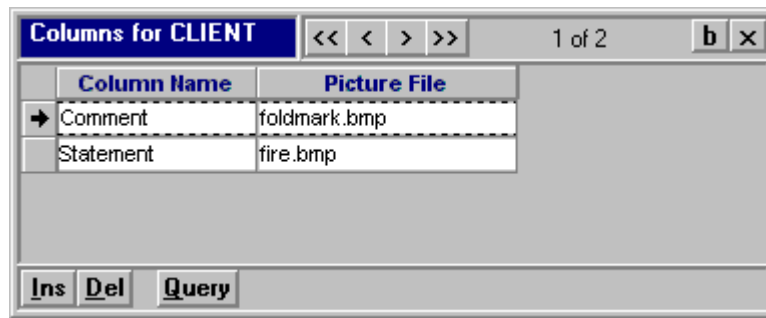 Columns for CLIENT << < > >> 1 of 2 b x
Column Name Picture File
Comment foldmark.bmp
Statement fire.bmp
Ins Del Query